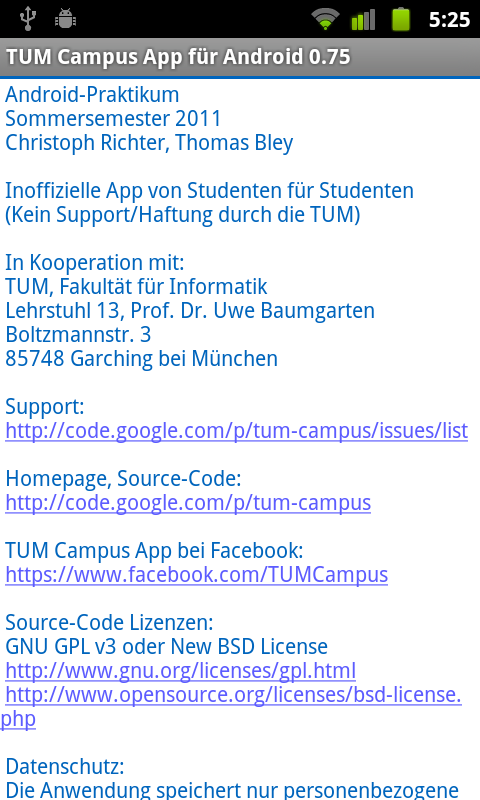 5:25
TUM Campus App für Android 0.75
Android-Praktikum
Sommersemester 2011
Christoph Richter, Thomas Bley
Inoffizielle App von Studenten für Studenten
(Kein Support/Haftung durch die TUM)
In Kooperation mit:
TUM, Fakultät für Informatik
Lehrstuhl 13, Prof. Dr. Uwe Baumgarten
Boltzmannstr. 3
85748 Garching bei München
Support:
http://code.google.com/p/tum-campus/issues/list
Homepage, Source-Code:
http://code.google.com/p/tum-campus
TUM Campus App bei Facebook:
https://www.facebook.com/TUMCampus
Source-Code Lizenzen:
GNU GPL v3 oder New BSD License
http://www.gnu.org/licenses/gpl.html
http://www.opensource.org/licenses/bsd-license.
php
Datenschutz:
Die Anwendung speichert nur personenbezogene